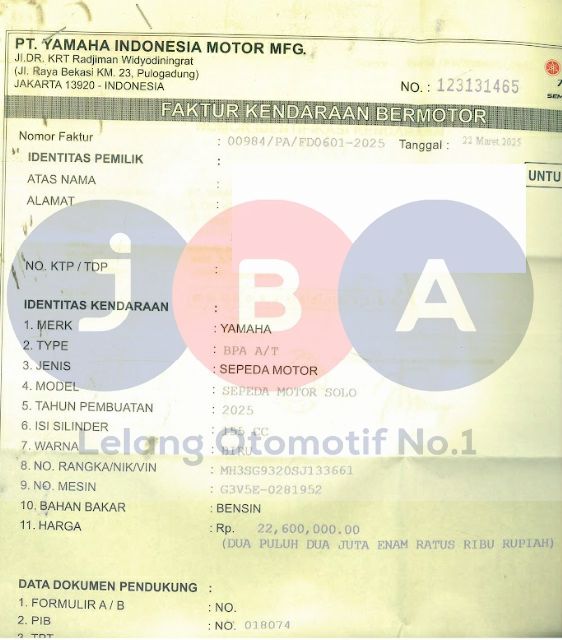 PT. YAMAHA INDONESIA MOTOR MFG.
Jl.DR. KRT Radjiman Widyodiningrat
(Jl. Raya Bekasi KM. 23, Pulogadung)
JAKARTA 13920 - INDONESIA
NO. : 123131465
FAKTUR KENDARAAN BERMOTOR
Nomor Faktur : 00984/PA/FD0601-2025 Tanggal : 22 Maret 2025
IDENTITAS PEMILIK :
ATAS NAMA :
UNTU
ALAMAT :
NO. KTP / TDP :
jBA
IDENTITAS KENDARAAN :
1. MERK : YAMAHA
2. TYPE : BPA A/T
3. JENIS : SEPEDA MOTOR
4. MODEL : SEPEDA MOTOR SOLO
5. TAHUN PEMBUATAN : 2025
6. ISI SILINDER : 155 CC
Lelang Otomotif No.1
7. WARNA : BIRU
8. NO. RANGKA/NIK/VIN : MH3SG9320SJ133661
9. NO. MESIN : G3V5E-0281952
10. BAHAN BAKAR : BENSIN
11. HARGA : Rp. 22,600,000.00
(DUA PULUH DUA JUTA ENAM RATUS RIBU RUPIAH)
DATA DOKUMEN PENDUKUNG :
1. FORMULIR A / B : NO.
2. PIB : NO. 018074